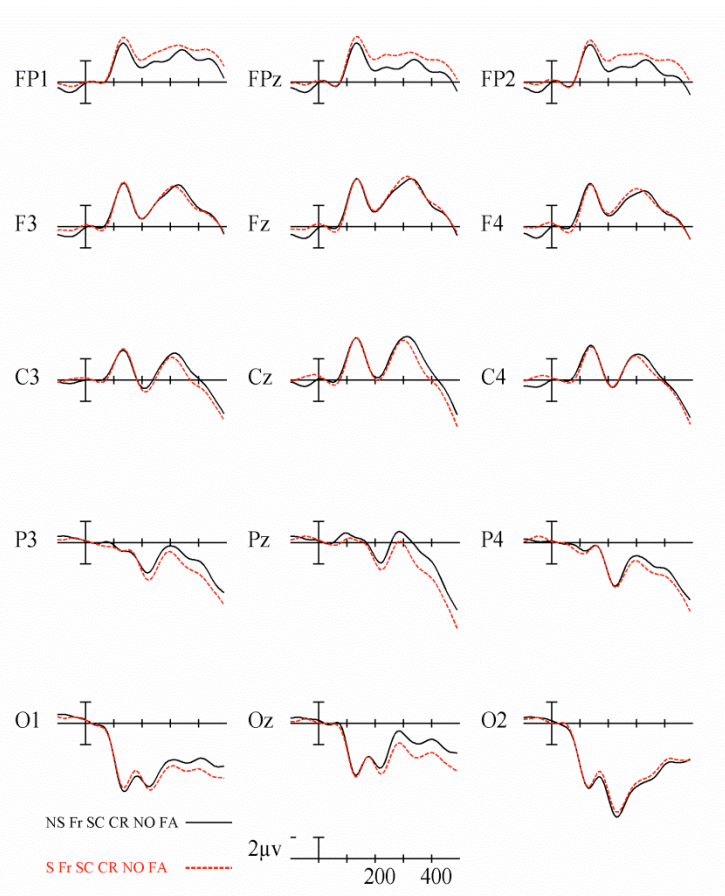 FP1 FPz FP2
F3 Fz F4
C3 Cz C4
P3 Pz P4
O1 Oz O2
NS Fr SC CR NO FA
2μv
S Fr SC CR NO FA
200 400